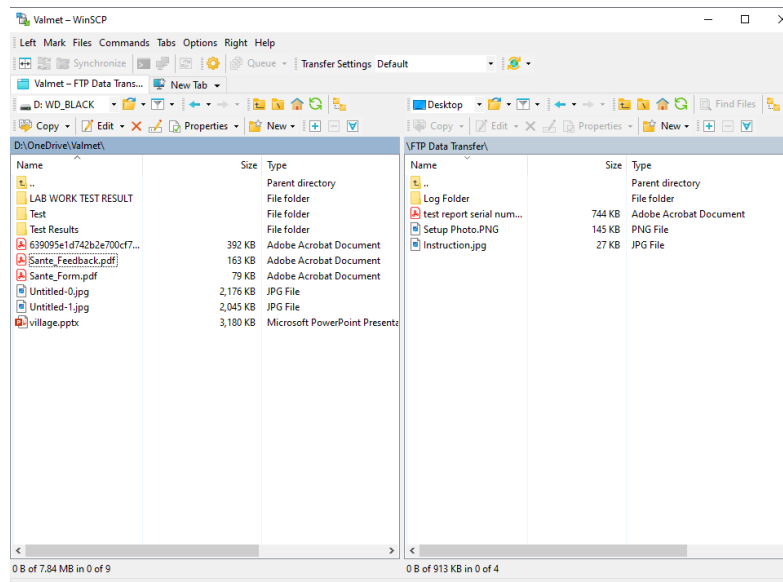 Valmet – WinSCP
Left Mark Files Commands Tabs Options Right Help
Synchronize Queue Transfer Settings Default
Valmet – FTP Data Trans... New Tab
D: WD_BLACK
Desktop Find Files
Copy Edit Properties New
Copy Edit Properties New
D:\OneDrive\Valmet\
\FTP Data Transfer\
Name Size Type
.. Parent directory
LAB WORK TEST RESULT File folder
Test File folder
Test Results File folder
639095e1d742b2e700cf7... 392 KB Adobe Acrobat Document
Sante_Feedback.pdf 163 KB Adobe Acrobat Document
Sante_Form.pdf 79 KB Adobe Acrobat Document
Untitled-0.jpg 2,176 KB JPG File
Untitled-1.jpg 2,045 KB JPG File
village.pptx 3,180 KB Microsoft PowerPoint Presenta
Name Size Type
.. Parent directory
Log Folder File folder
test report serial num... 744 KB Adobe Acrobat Document
Setup Photo.PNG 145 KB PNG File
Instruction.jpg 27 KB JPG File
0 B of 7.84 MB in 0 of 9
0 B of 913 KB in 0 of 4